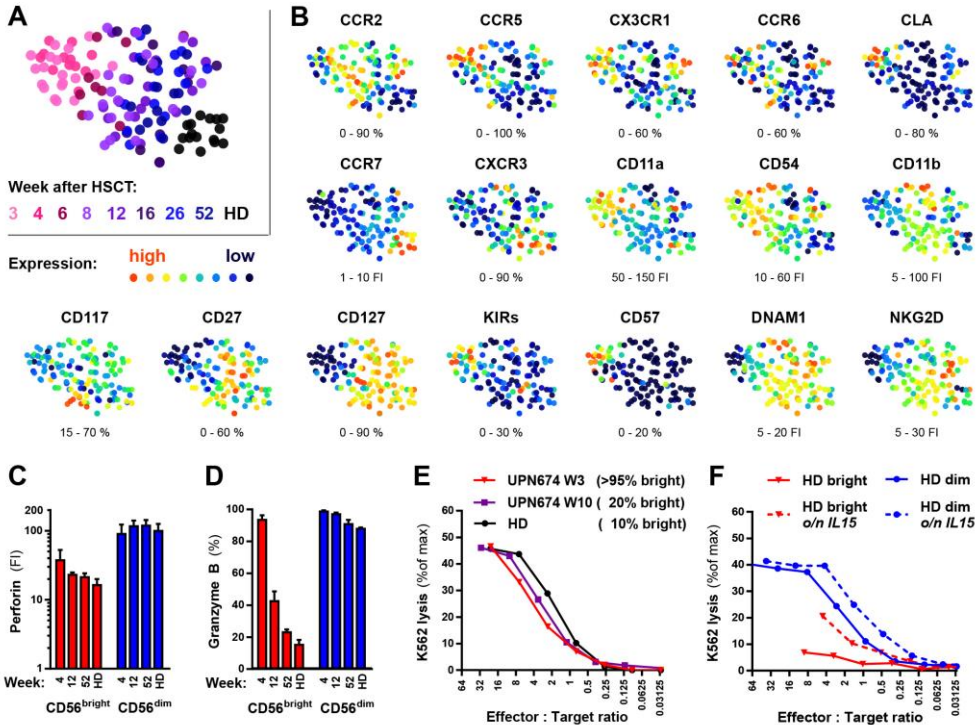 A
Week after HSCT:
3 4 6 8 12 16 26 52 HD
Expression: high low
B
CCR2 CCR5 CX3CR1 CCR6 CLA
0 - 90 % 0 - 100 % 0 - 60 % 0 - 60 % 0 - 80 %
CCR7 CXCR3 CD11a CD54 CD11b
1 - 10 FI 0 - 90 % 50 - 150 FI 10 - 60 FI 5 - 100 FI
CD117 CD27 CD127 KIRs CD57 DNAM1 NKG2D
15 - 70 % 0 - 60 % 0 - 90 % 0 - 30 % 0 - 20 % 5 - 20 FI 5 - 30 FI
C
Perforin (FI)
100
10
1
Week: 4 12 52 HD 4 12 52 HD
CD56bright CD56dim
D
Granzyme B (%)
100
80
60
40
20
0
Week: 4 12 52 HD 4 12 52 HD
CD56bright CD56dim
E
UPN674 W3 (>95% bright)
UPN674 W10 ( 20% bright)
HD ( 10% bright)
K562 lysis (%of max)
60
50
40
30
20
10
0
64 32 16 8 4 2 1 0.5 0.25 0.125 0.0625 0.03125
Effector : Target ratio
F
HD bright HD dim
HD bright HD dim
o/n IL15 o/n IL15
K562 lysis (%of max)
60
50
40
30
20
10
0
64 32 16 8 4 2 1 0.5 0.25 0.125 0.0625 0.03125
Effector : Target ratio